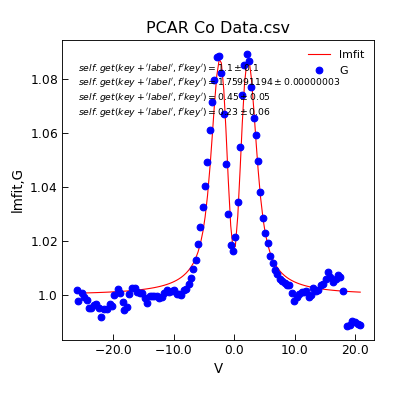 PCAR Co Data.csv
self.get(key+'label', f'key')=1.1±0.1
self.get(key+'label', f'key')=1.75991194±0.00000003
self.get(key+'label', f'key')=0.45±0.05
self.get(key+'label', f'key')=0.23±0.06
lmfit
G
lmfit,G
1.08
1.06
1.04
1.02
1.0
−20.0
−10.0
0.0
10.0
20.0
V